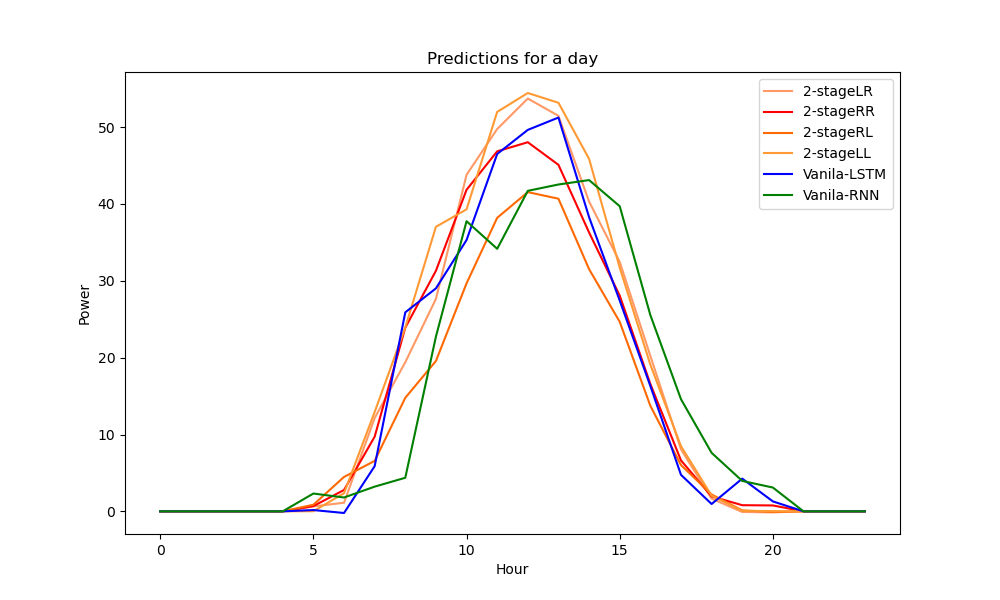 Predictions for a day
2-stageLR
2-stageRR
2-stageRL
2-stageLL
Vanila-LSTM
Vanila-RNN
Power
50
40
30
20
10
0
0 5 10 15 20
Hour